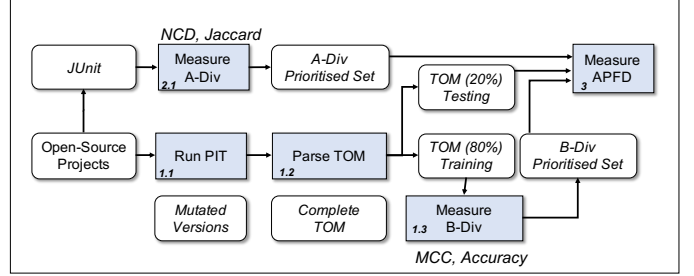 NCD, Jaccard
JUnit
Measure
A-Div
2.1
A-Div
Prioritised Set
TOM (20%)
Testing
Measure
APFD
3
Open-Source
Projects
Run PIT
1.1
Parse TOM
1.2
TOM (80%)
Training
B-Div
Prioritised Set
Mutated
Versions
Complete
TOM
Measure
B-Div
1.3
MCC, Accuracy